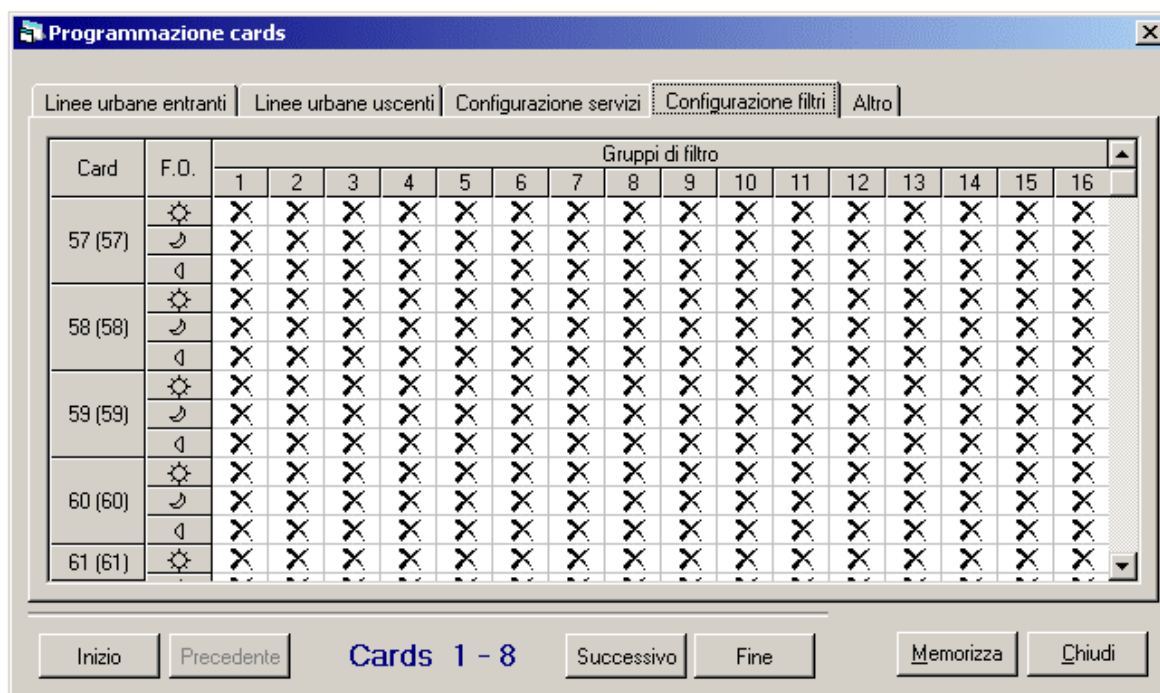 Programmazione cards
Linee urbane entranti Linee urbane uscenti Configurazione servizi Configurazione filtri Altro
Card F.O. Gruppi di filtro
1 2 3 4 5 6 7 8 9 10 11 12 13 14 15 16
57 (57)
58 (58)
59 (59)
60 (60)
61 (61)
Inizio Precedente Cards 1 - 8 Successivo Fine Memorizza Chiudi